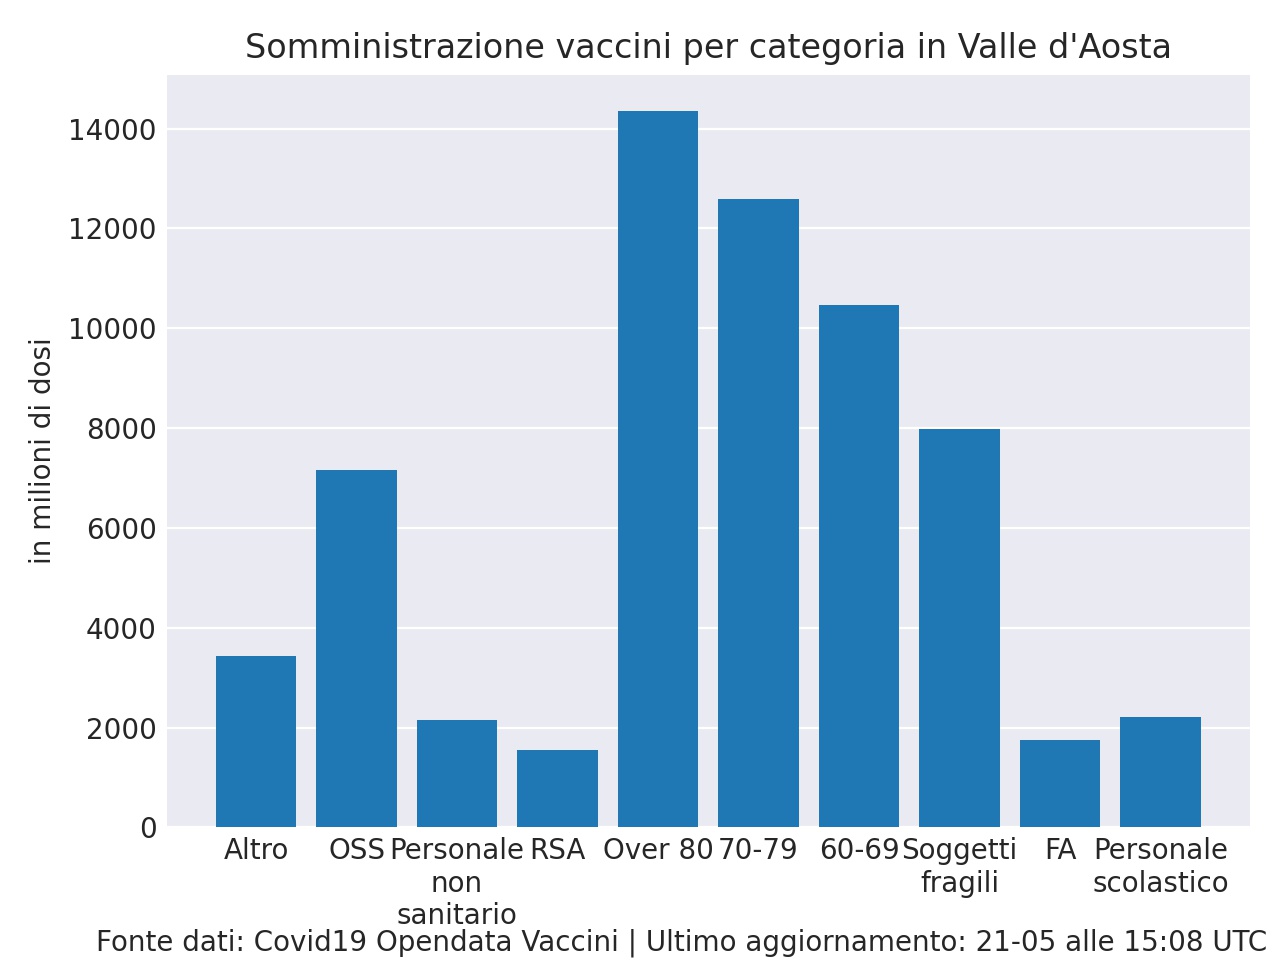 Somministrazione vaccini per categoria in Valle d'Aosta
in milioni di dosi
14000
12000
10000
8000
6000
4000
2000
0
Altro
OSS
Personale
non
sanitario
RSA
Over 80
70-79
60-69
Soggetti
fragili
FA
Personale
scolastico
Fonte dati: Covid19 Opendata Vaccini | Ultimo aggiornamento: 21-05 alle 15:08 UTC